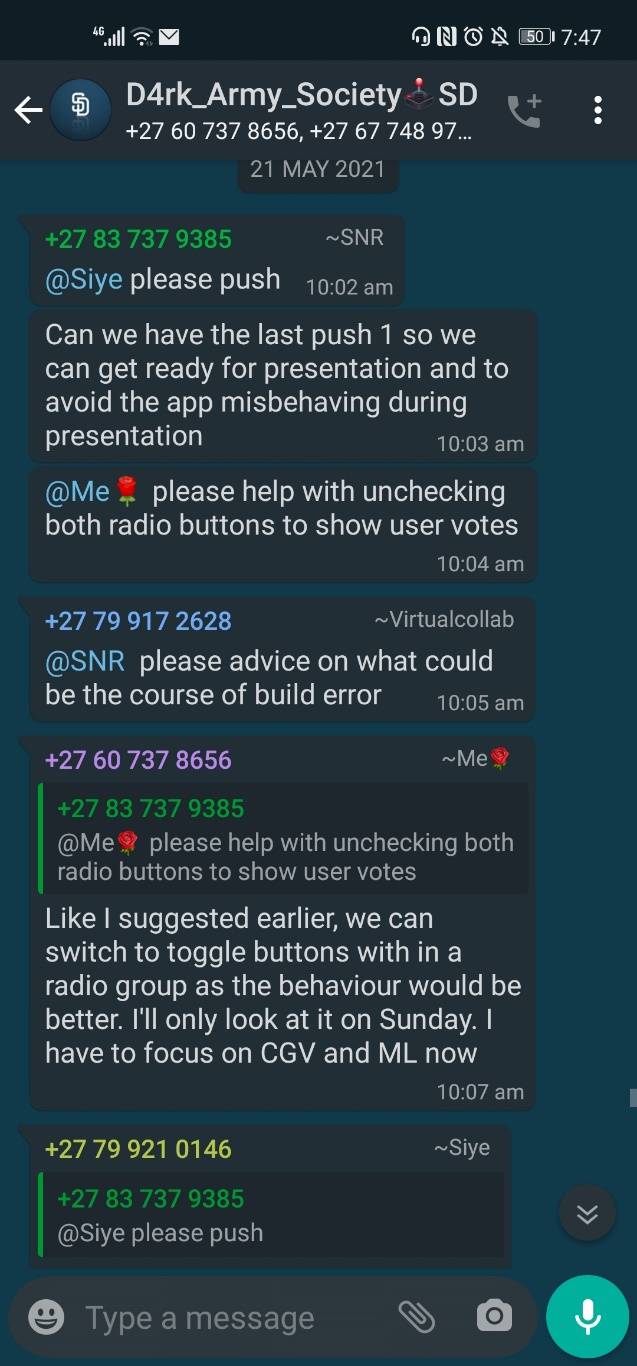 4G 50 7:47
D4rk_Army_Society🕹️SD
+27 60 737 8656, +27 67 748 97...
21 MAY 2021
+27 83 737 9385 ~SNR
@Siye please push 10:02 am
Can we have the last push 1 so we
can get ready for presentation and to
avoid the app misbehaving during
presentation 10:03 am
@Me🌹 please help with unchecking
both radio buttons to show user votes
10:04 am
+27 79 917 2628 ~Virtualcollab
@SNR please advice on what could
be the course of build error 10:05 am
+27 60 737 8656 ~Me🌹
+27 83 737 9385
@Me🌹 please help with unchecking both
radio buttons to show user votes
Like I suggested earlier, we can
switch to toggle buttons with in a
radio group as the behaviour would be
better. I'll only look at it on Sunday. I
have to focus on CGV and ML now
10:07 am
+27 79 921 0146 ~Siye
+27 83 737 9385
@Siye please push
Type a message